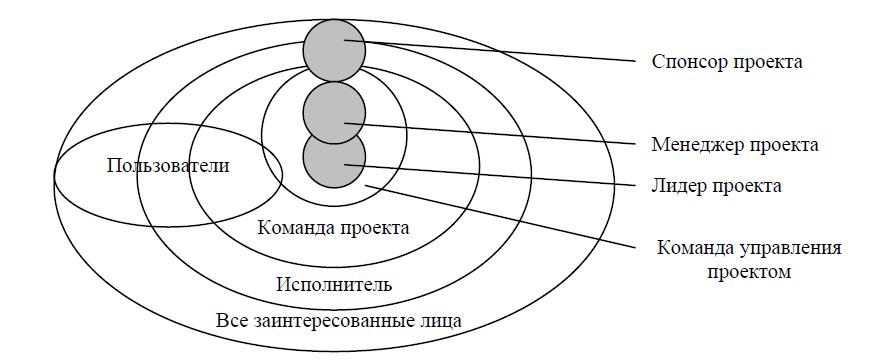 Спонсор проекта
Менеджер проекта
Пользователи
Лидер проекта
Команда проекта
Команда управления
проектом
Исполнитель
Все заинтересованные лица